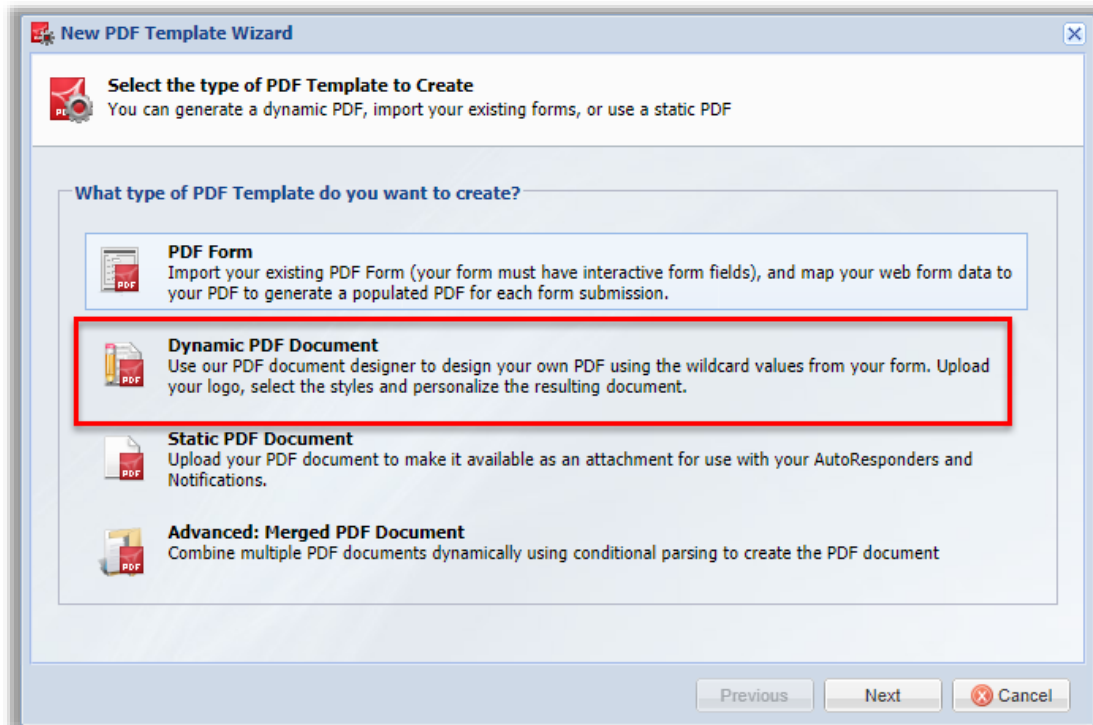 New PDF Template Wizard
Select the type of PDF Template to Create
You can generate a dynamic PDF, import your existing forms, or use a static PDF
What type of PDF Template do you want to create?
PDF Form
Import your existing PDF Form (your form must have interactive form fields), and map your web form data to
your PDF to generate a populated PDF for each form submission.
Dynamic PDF Document
Use our PDF document designer to design your own PDF using the wildcard values from your form. Upload
your logo, select the styles and personalize the resulting document.
Static PDF Document
Upload your PDF document to make it available as an attachment for use with your AutoResponders and
Notifications.
Advanced: Merged PDF Document
Combine multiple PDF documents dynamically using conditional parsing to create the PDF document
PDF
PDF
PDF
PDF
Previous
Next
Cancel